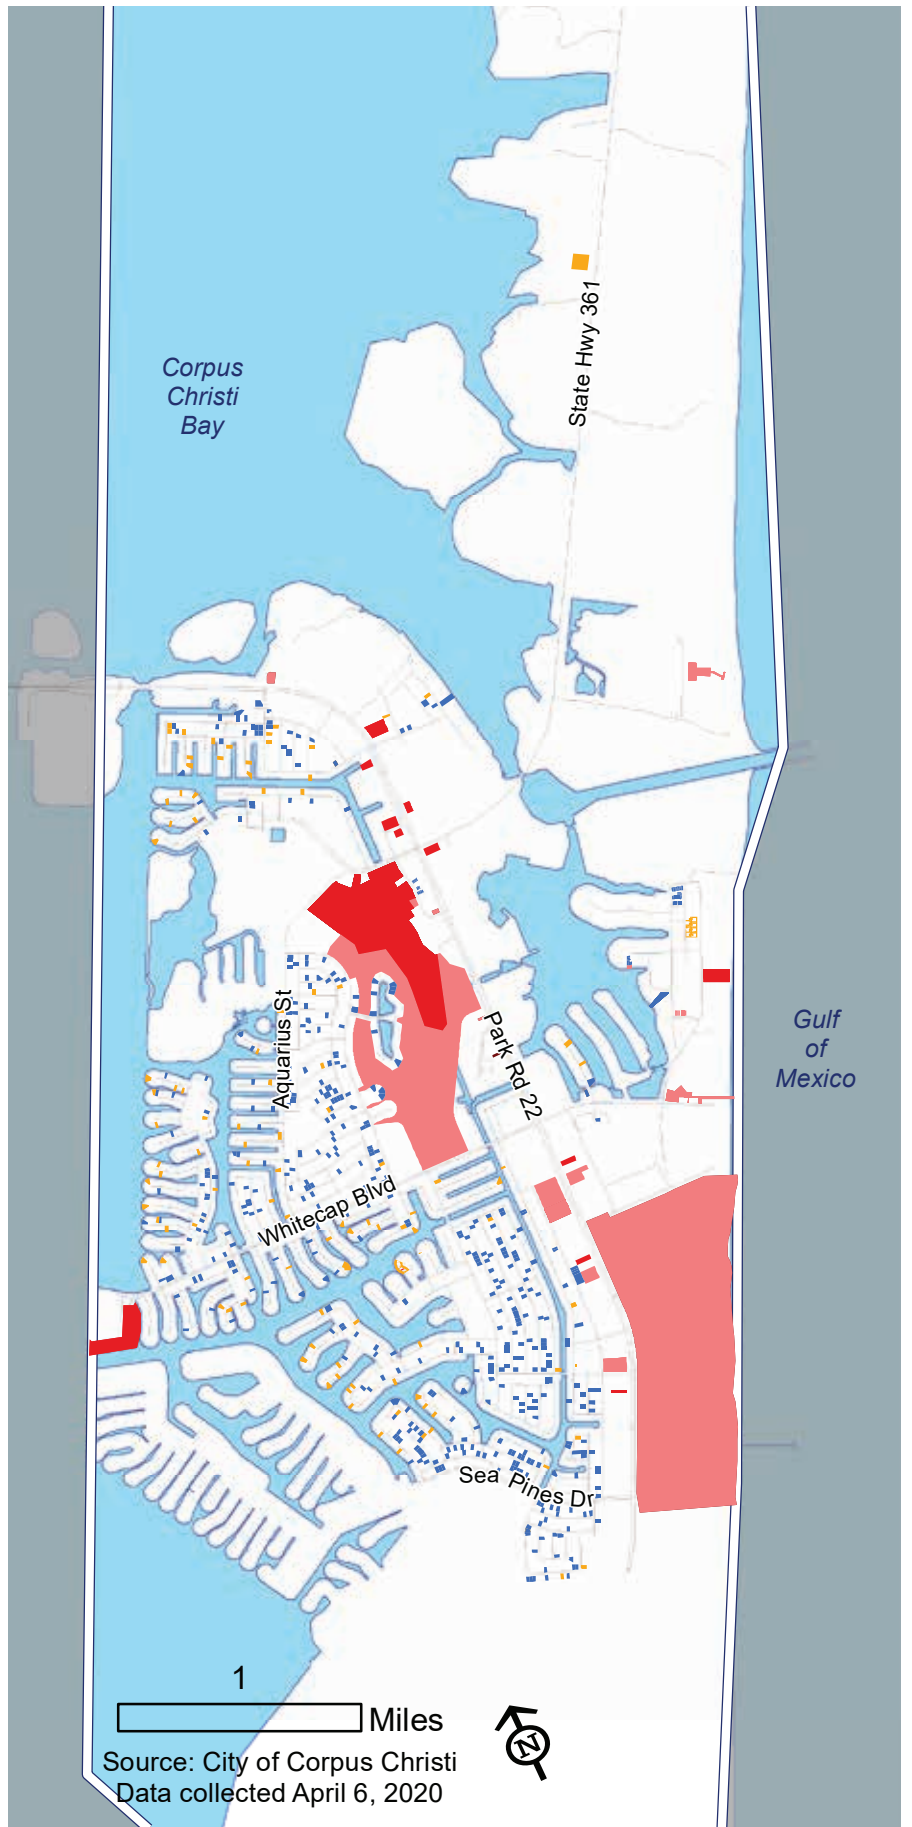 State Hwy 361
Corpus
Christi
Bay
Aquarius St
Park Rd 22
Gulf
of
Mexico
Whitecap Blvd
Sea Pines Dr
1
Miles
N
Source: City of Corpus Christi
Data collected April 6, 2020